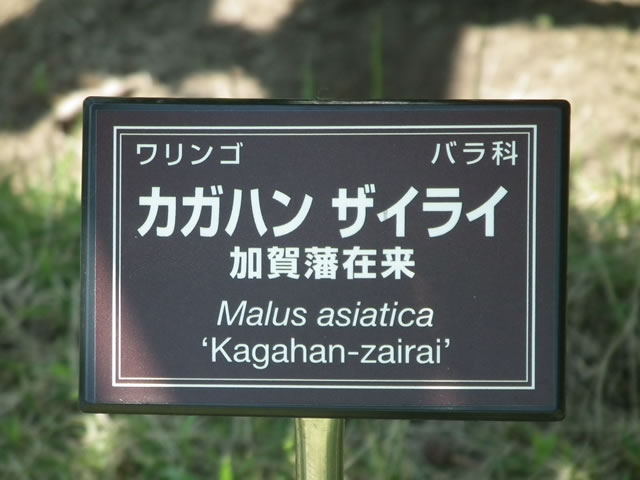 ワリンゴ バラ科
カガハン ザイライ
加賀藩在来
Malus asiatica
‘Kagahan-zairai’